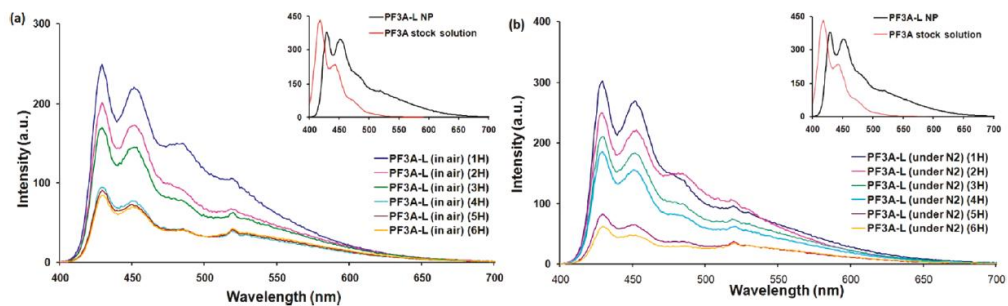 (a)
300
200
100
0
Intensity (a.u.)
400
450
500
550
600
650
700
Wavelength (nm)
450
300
150
0
400
450
500
550
600
650
700
PF3A-L NP
PF3A stock solution
PF3A-L (in air) (1H)
PF3A-L (in air) (2H)
PF3A-L (in air) (3H)
PF3A-L (in air) (4H)
PF3A-L (in air) (5H)
PF3A-L (in air) (6H)
(b)
400
300
200
100
0
Intensity (a.u.)
400
450
500
550
600
650
700
Wavelength (nm)
450
300
150
0
400
450
500
550
600
650
700
PF3A-L NP
PF3A stock solution
PF3A-L (under N2) (1H)
PF3A-L (under N2) (2H)
PF3A-L (under N2) (3H)
PF3A-L (under N2) (4H)
PF3A-L (under N2) (5H)
PF3A-L (under N2) (6H)